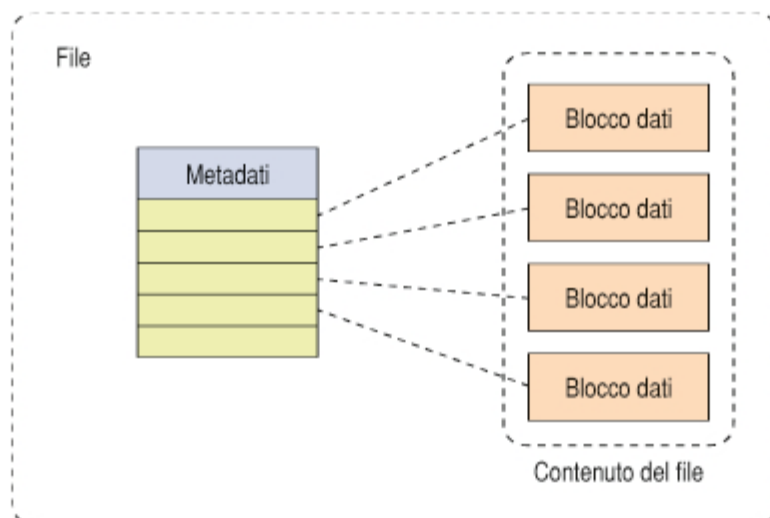 File
Metadati
Blocco dati
Blocco dati
Blocco dati
Blocco dati
Contenuto del file